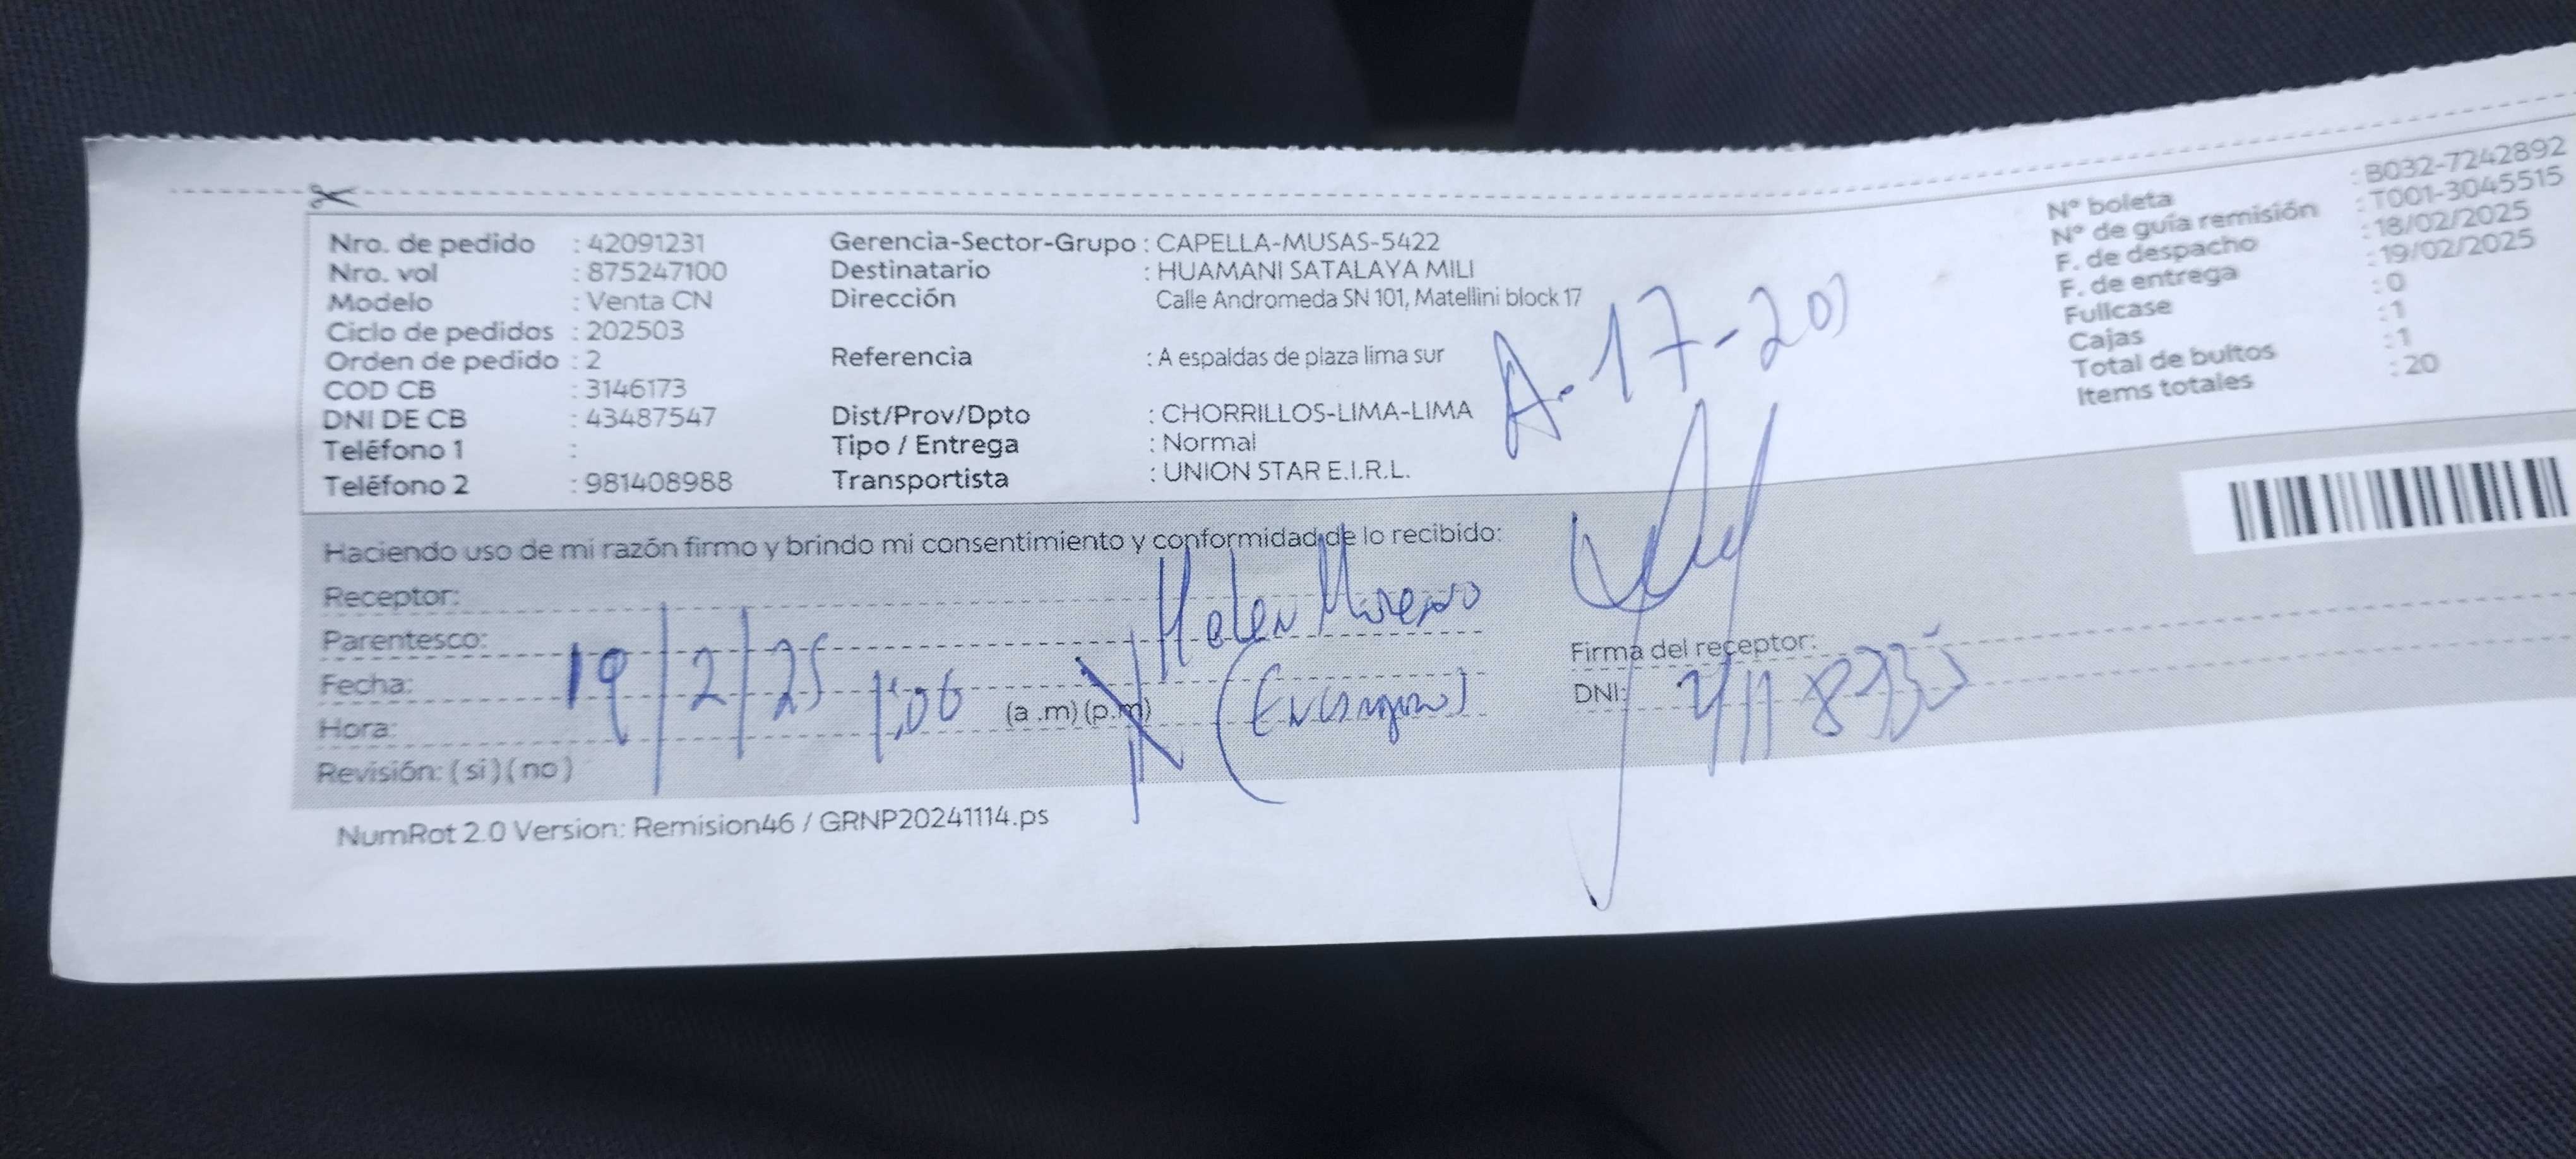 Nro. de pedido : 42091231
Nro. vol : 875247100
Modelo : Venta CN
Ciclo de pedidos : 202503
Orden de pedido : 2
COD CB : 3146173
DNI DE CB : 43487547
Teléfono 1 :
Teléfono 2 : 981408988
Gerencia-Sector-Grupo : CAPELLA-MUSAS-5422
Destinatario : HUAMANI SATALAYA MILI
Dirección Calle Andromeda SN 101, Matellini block 17
Referencia : A espaldas de plaza lima sur
Dist/Prov/Dpto : CHORRILLOS-LIMA-LIMA
Tipo / Entrega : Normal
Transportista : UNION STAR E.I.R.L.
A-17-201
Nº boleta : B032-7242892
Nº de guía remisión : T001-3045515
F. de despacho : 18/02/2025
F. de entrega : 19/02/2025
Fullcase : 0
Cajas : 1
Total de bultos : 1
Items totales : 20
Haciendo uso de mi razón firmo y brindo mi consentimiento y conformidad de lo recibido:
Receptor: Helen Moreno
Parentesco:
Fecha: 19/2/25
Hora: 1:06 (a .m) (p.m)
Revisión: ( si ) ( no )
Firma del receptor:
DNI:
NumRot 2.0 Version: Remision46 / GRNP20241114.ps